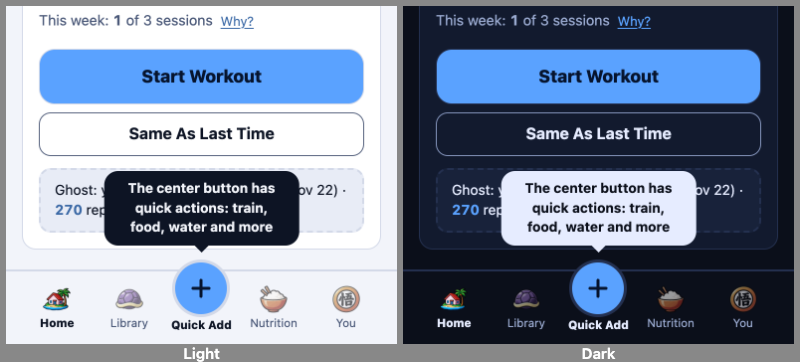 This week: 1 of 3 sessions Why?
Start Workout
Same As Last Time
Ghost: ov 22) ·
270 rep
The center button has
quick actions: train,
food, water and more
Home Library Quick Add Nutrition You
Light
This week: 1 of 3 sessions Why?
Start Workout
Same As Last Time
Ghost: ov 22) ·
270 rep
The center button has
quick actions: train,
food, water and more
Home Library Quick Add Nutrition You
Dark